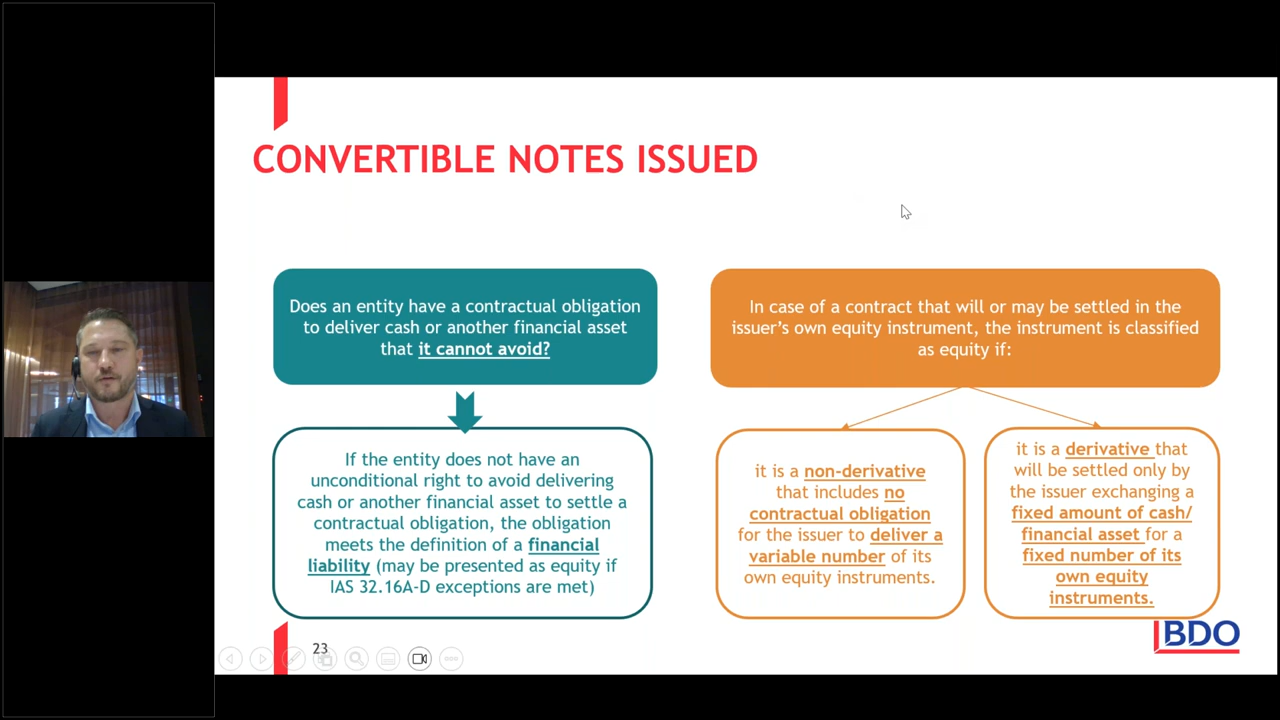 CONVERTIBLE NOTES ISSUED
Does an entity have a contractual obligation
to deliver cash or another financial asset
that it cannot avoid?
If the entity does not have an
unconditional right to avoid delivering
cash or another financial asset to settle a
contractual obligation, the obligation
meets the definition of a financial
liability (may be presented as equity if
IAS 32.16A-D exceptions are met)
In case of a contract that will or may be settled in the
issuer’s own equity instrument, the instrument is classified
as equity if:
it is a non-derivative
that includes no
contractual obligation
for the issuer to deliver a
variable number of its
own equity instruments.
it is a derivative that
will be settled only by
the issuer exchanging a
fixed amount of cash/
financial asset for a
fixed number of its
own equity
instruments.
23
BDO